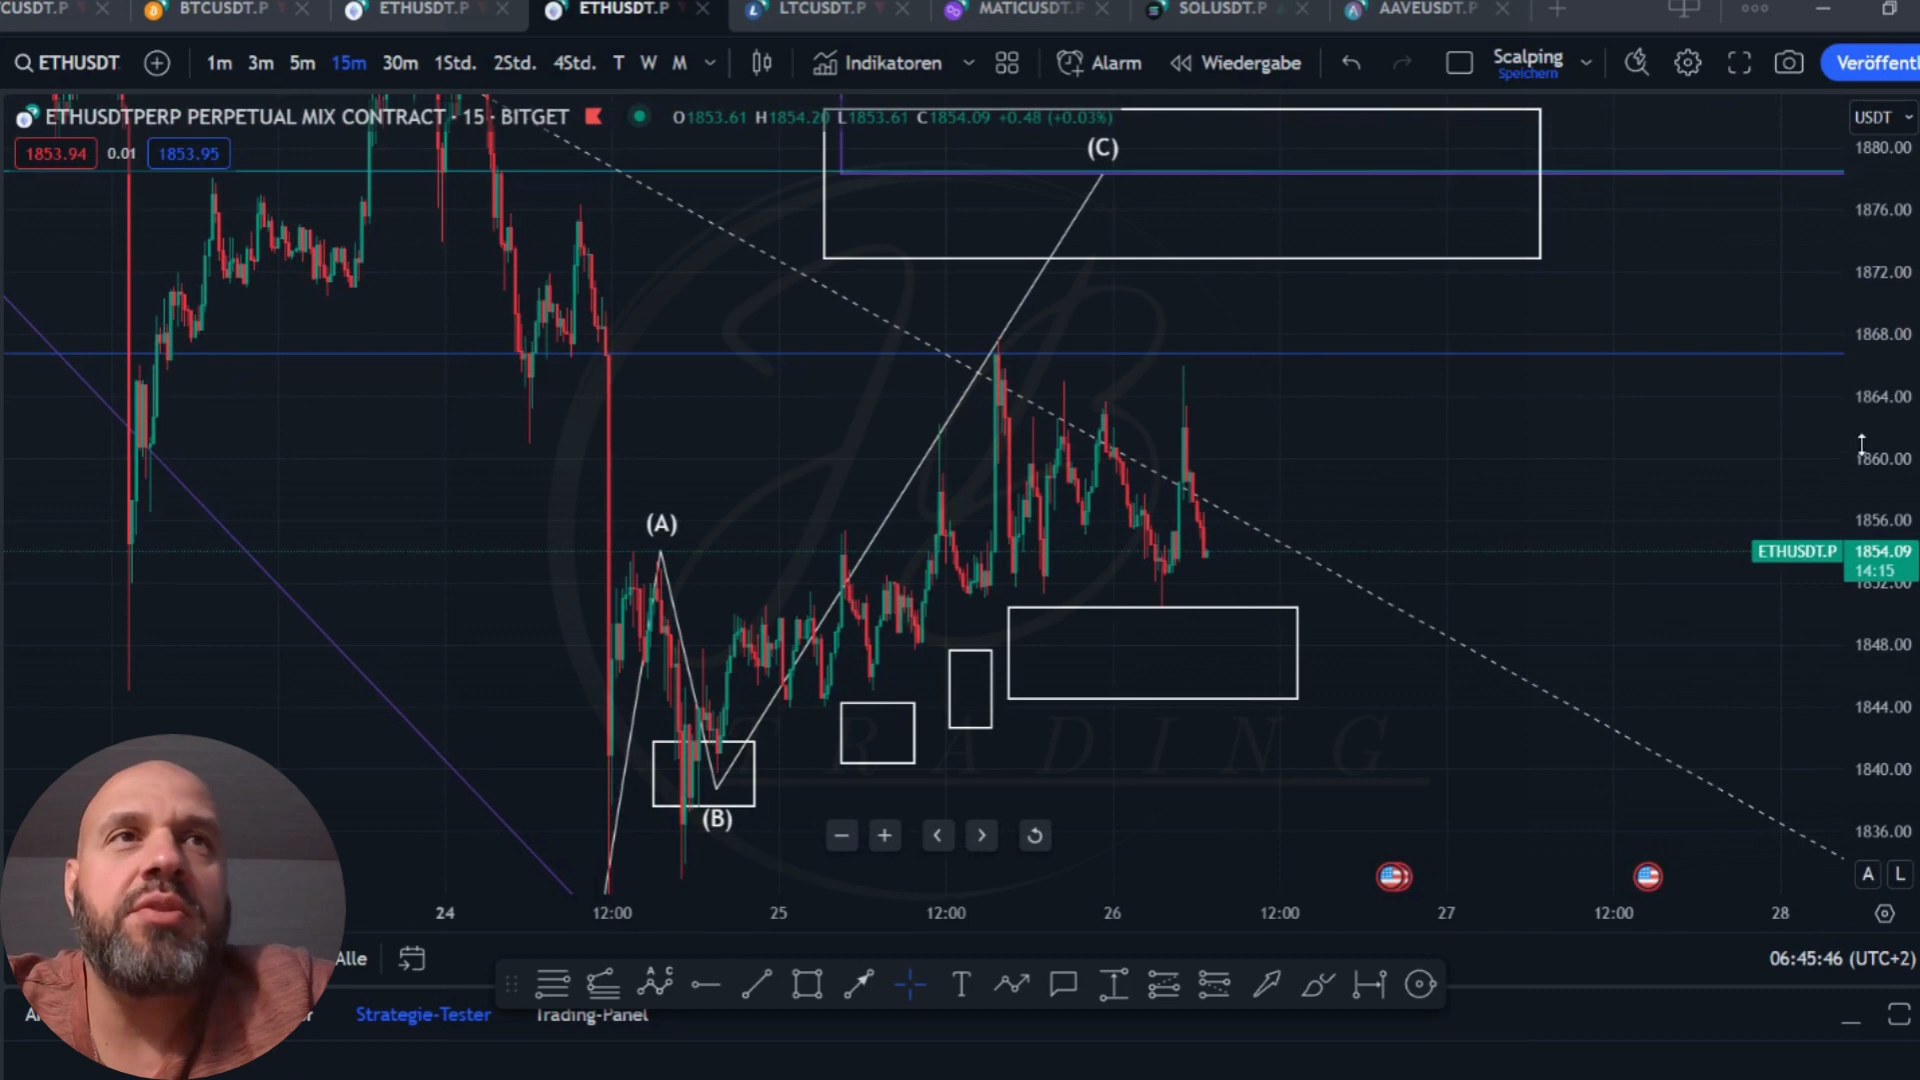 CUSDT.P BTCUSDT.P ETHUSDT.P ETHUSDT.P LTCUSDT.P MATICUSDT.P SOLUSDT.P AAVEUSDT.P
ETHUSDT 1m 3m 5m 15m 30m 1Std. 2Std. 4Std. T W M Indikatoren Alarm Wiedergabe Scalping Veröffentl
Speichern
ETHUSDTPERP PERPETUAL MIX CONTRACT · 15 · BITGET O1853.61 H1854.20 L1853.61 C1854.09 +0.48 (+0.03%) USDT
1853.94 0.01 1853.95
(C)
1880.00
1876.00
1872.00
1868.00
1864.00
1860.00
(A)
1856.00
ETHUSDT.P 1854.09
14:15
1852.00
1848.00
1844.00
TRADING
1840.00
(B)
1836.00
A L
24 12:00 25 12:00 26 12:00 27 12:00 28
Alle 06:45:46 (UTC+2)
A C
T
Strategie-Tester Trading-Panel